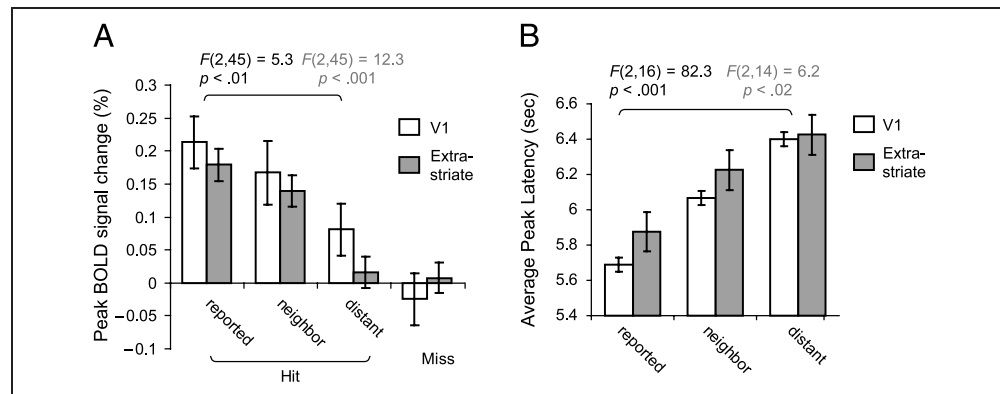 A
F(2,45) = 5.3 F(2,45) = 12.3
p < .01 p < .001
Peak BOLD signal change (%)
0.3
0.25
0.20
0.15
0.10
0.05
0
−0.05
−0.1
V1
Extra-
striate
reported
neighbor
distant
Hit
Miss
B
F(2,16) = 82.3 F(2,14) = 6.2
p < .001 p < .02
Average Peak Latency (sec)
6.6
6.4
6.2
6
5.8
5.6
5.4
V1
Extra-
striate
reported
neighbor
distant